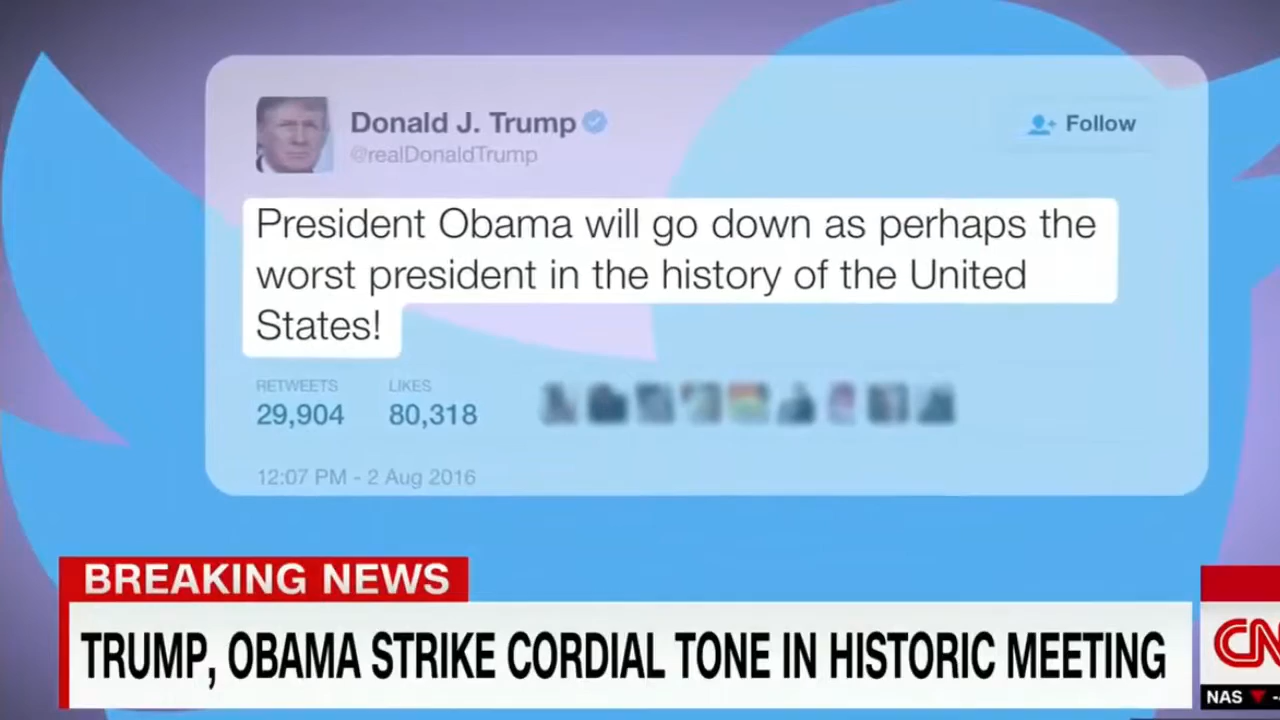 Donald J. Trump
@realDonaldTrump
Follow
President Obama will go down as perhaps the
worst president in the history of the United
States!
RETWEETS LIKES
29,904 80,318
12:07 PM - 2 Aug 2016
BREAKING NEWS
TRUMP, OBAMA STRIKE CORDIAL TONE IN HISTORIC MEETING
CN
NAS